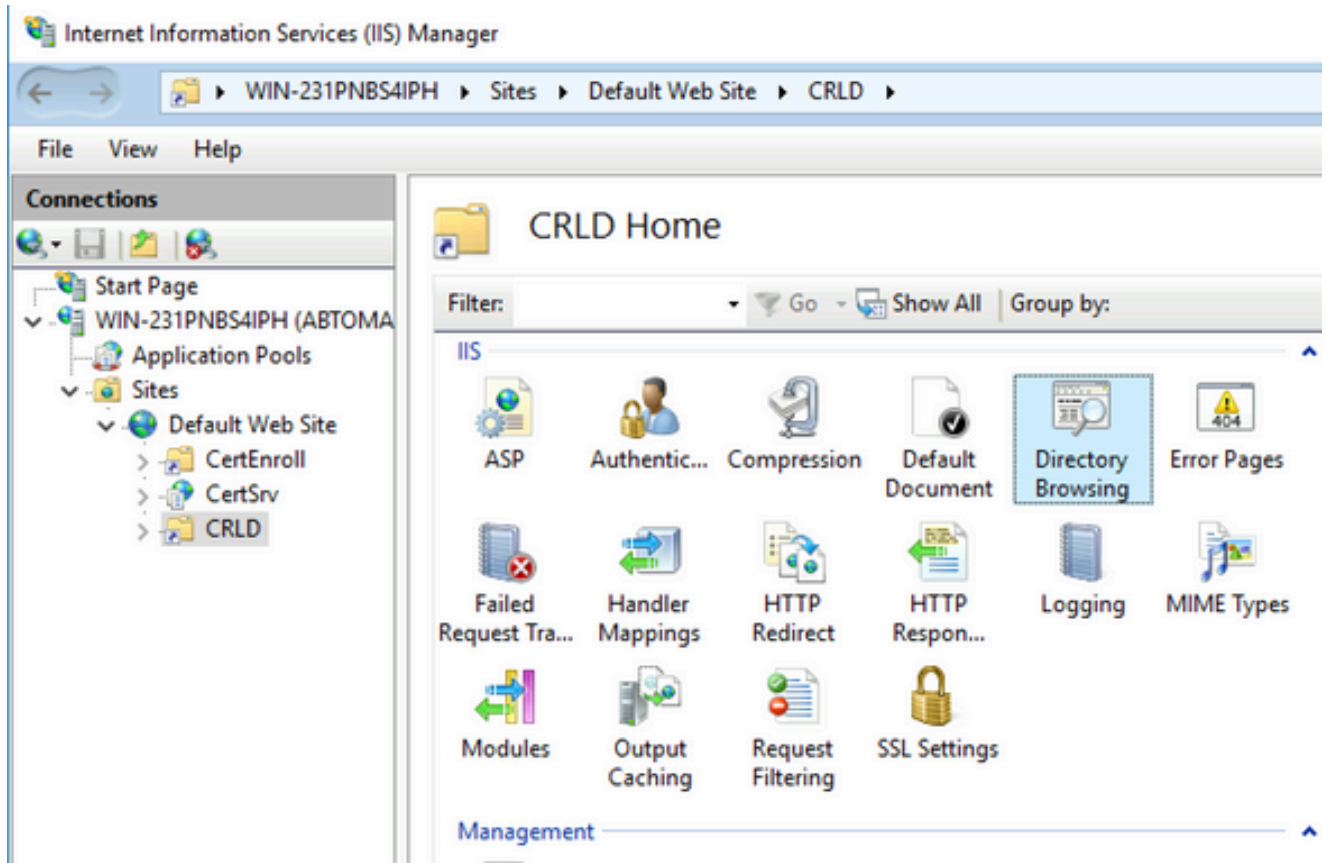 Internet Information Services (IIS) Manager
WIN-231PNBS4IPH Sites Default Web Site CRLD
File View Help
Connections
Start Page
WIN-231PNBS4IPH (ABTOMA
Application Pools
Sites
Default Web Site
CertEnroll
CertSrv
CRLD
CRLD Home
Filter: Go Show All Group by:
IIS
ASP Authentic... Compression Default Document Directory Browsing Error Pages
404
Failed Request Tra... Handler Mappings HTTP Redirect HTTP Respon... Logging MIME Types
Modules Output Caching Request Filtering SSL Settings
Management